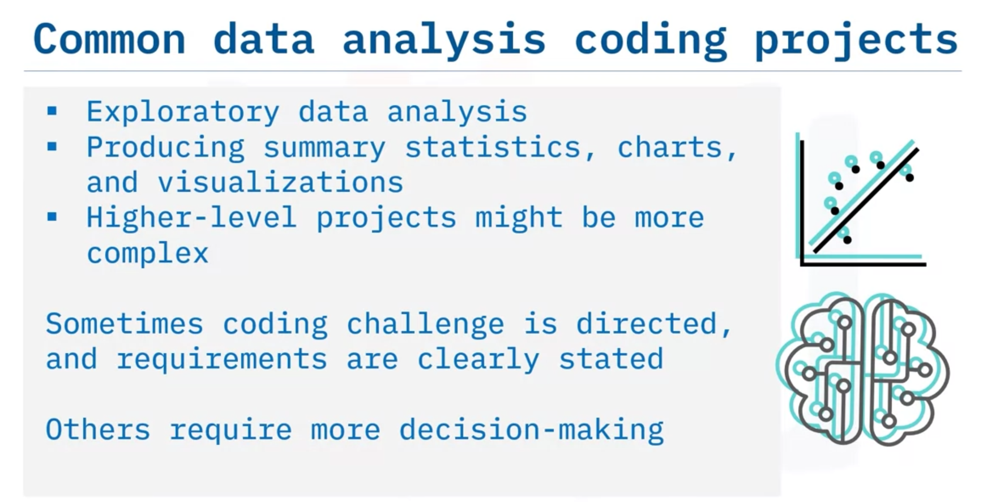 Common data analysis coding projects
▪ Exploratory data analysis
▪ Producing summary statistics, charts,
and visualizations
▪ Higher-level projects might be more
complex
Sometimes coding challenge is directed,
and requirements are clearly stated
Others require more decision-making